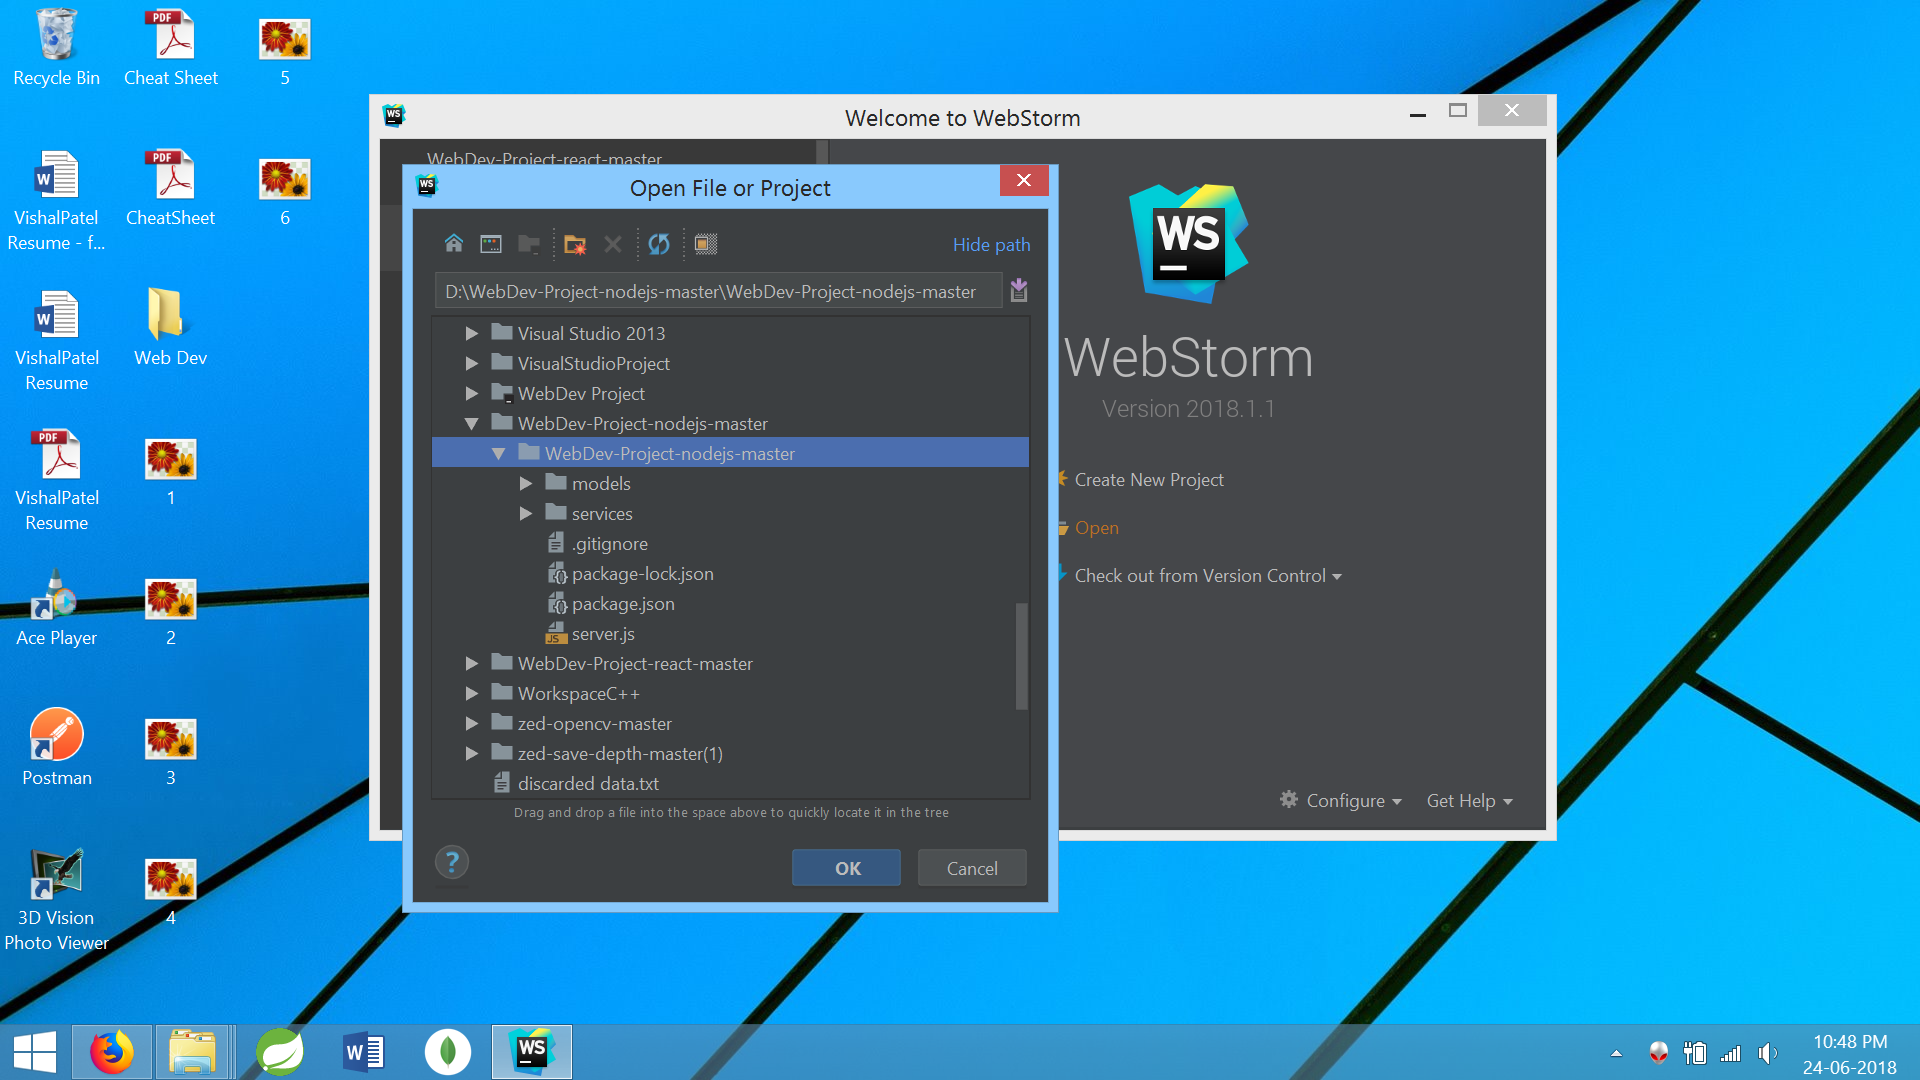 Recycle Bin
Cheat Sheet
5
VishalPatel
Resume - f...
CheatSheet
6
VishalPatel
Resume
Web Dev
VishalPatel
Resume
1
Ace Player
2
Postman
3
3D Vision
Photo Viewer
4
WS
Welcome to WebStorm
WebDev-Project-react-master
WS
Open File or Project
Hide path
D:\WebDev-Project-nodejs-master\WebDev-Project-nodejs-master
Visual Studio 2013
VisualStudioProject
WebDev Project
WebDev-Project-nodejs-master
WebDev-Project-nodejs-master
models
services
.gitignore
package-lock.json
package.json
server.js
WebDev-Project-react-master
WorkspaceC++
zed-opencv-master
zed-save-depth-master(1)
discarded data.txt
Drag and drop a file into the space above to quickly locate it in the tree
?
OK
Cancel
WS
WebStorm
Version 2018.1.1
Create New Project
Open
Check out from Version Control
Configure
Get Help
WS
10:48 PM
24-06-2018